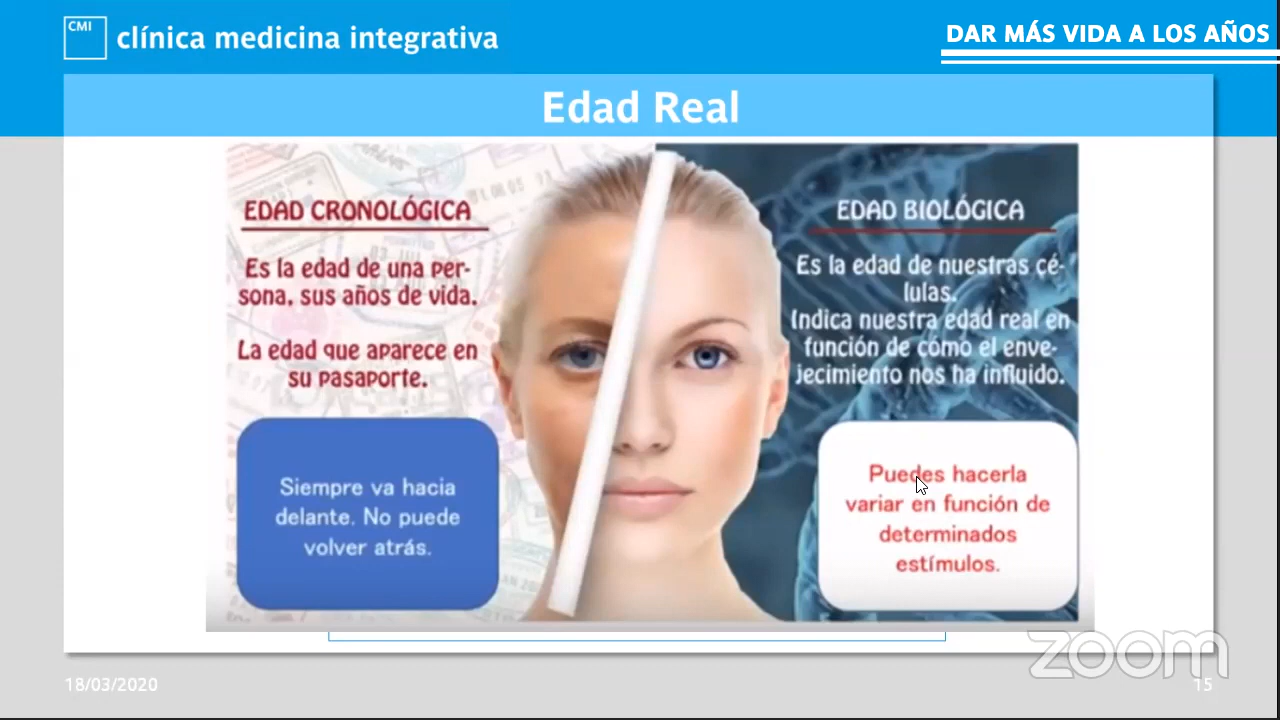 CMI
clínica medicina integrativa
DAR MÁS VIDA A LOS AÑOS
Edad Real
EDAD CRONOLÓGICA
Es la edad de una per-
sona, sus años de vida.
La edad que aparece en
su pasaporte.
Siempre va hacia
delante. No puede
volver atrás.
EDAD BIOLÓGICA
Es la edad de nuestras cé-
lulas.
Indica nuestra edad real en
función de cómo el enve-
jecimiento nos ha influido.
Puedes hacerla
variar en función de
determinados
estímulos.
zoom
18/03/2020
15